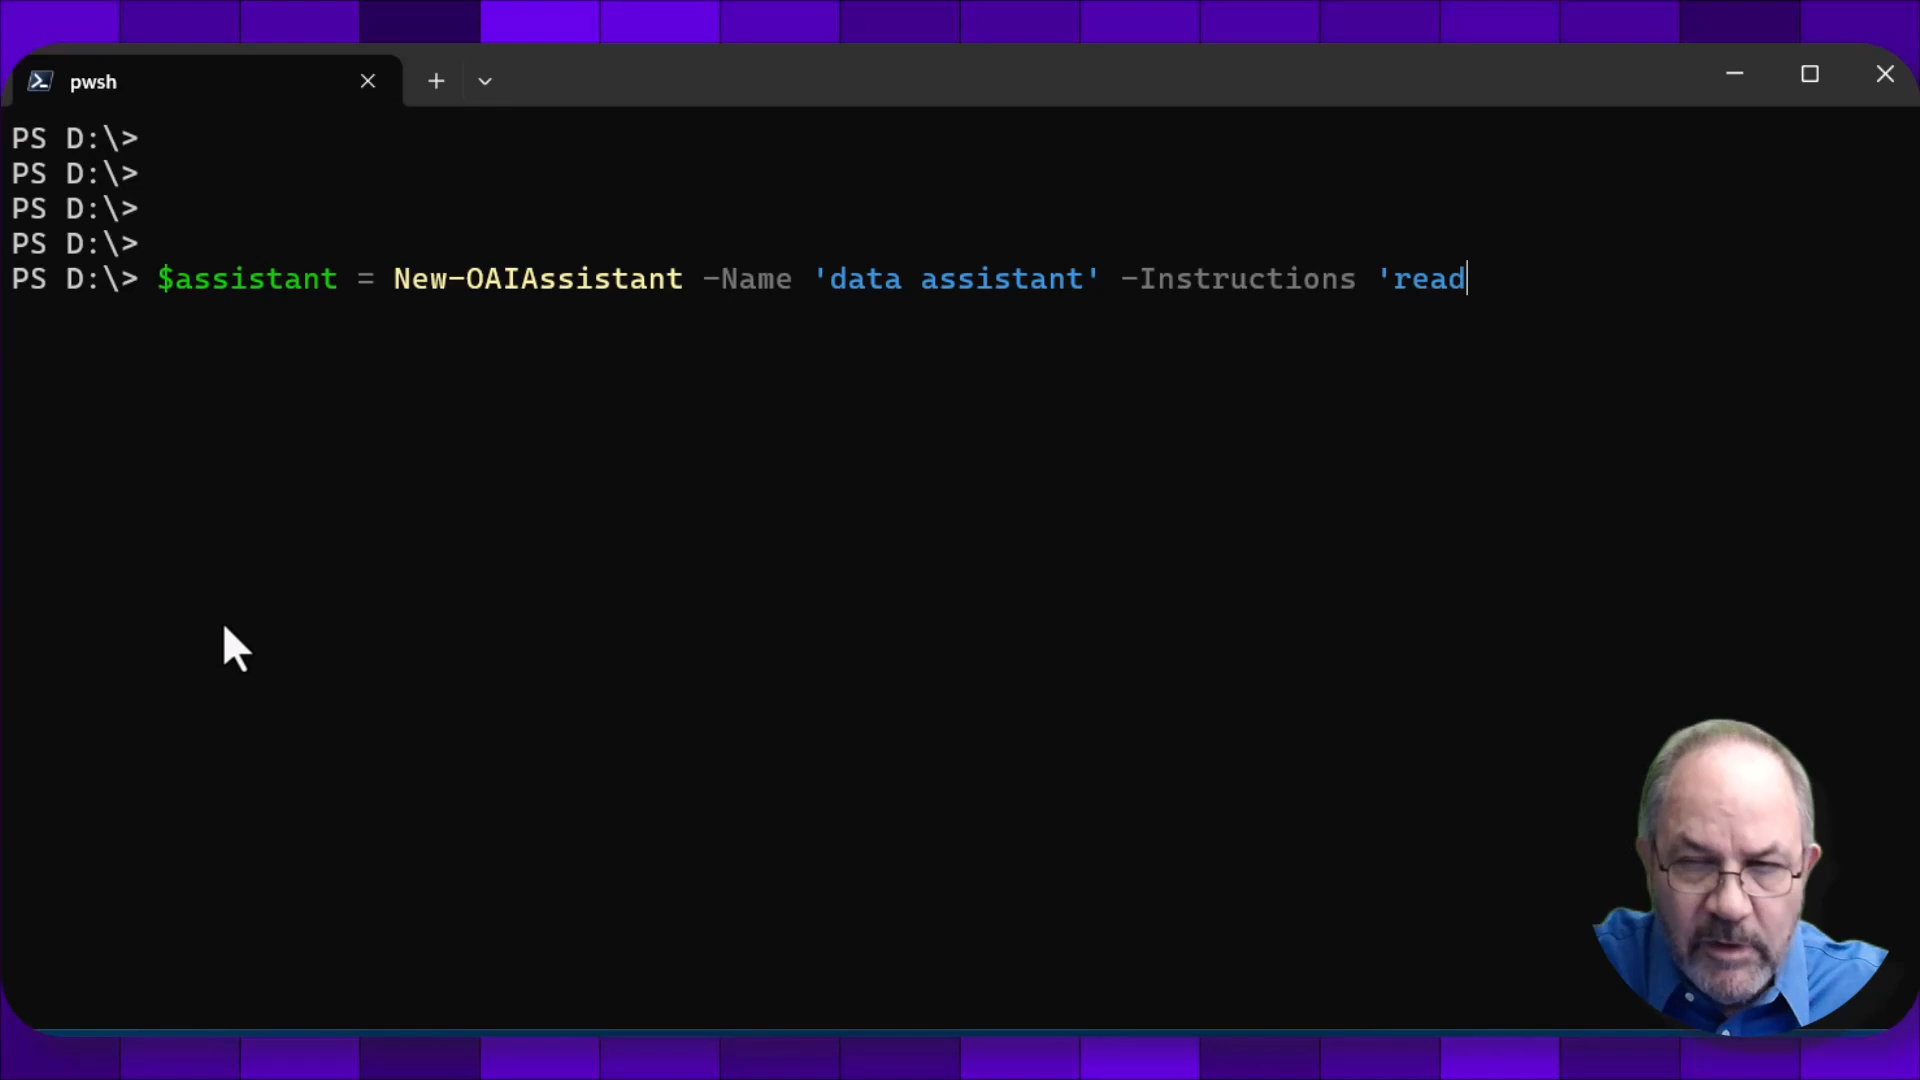 pwsh
PS D:\>
PS D:\>
PS D:\>
PS D:\>
PS D:\> $assistant = New-OAIAssistant -Name 'data assistant' -Instructions 'read